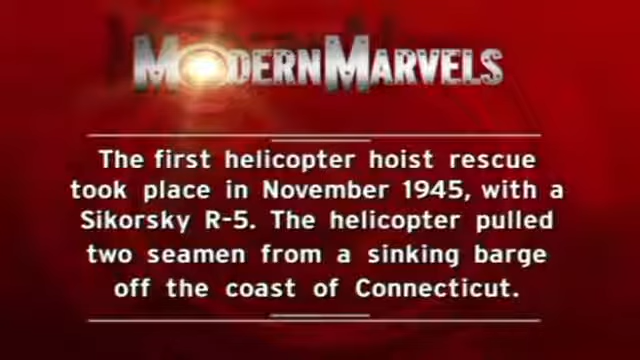 MODERN MARVELS
The first helicopter hoist rescue
took place in November 1945, with a
Sikorsky R-5. The helicopter pulled
two seamen from a sinking barge
off the coast of Connecticut.